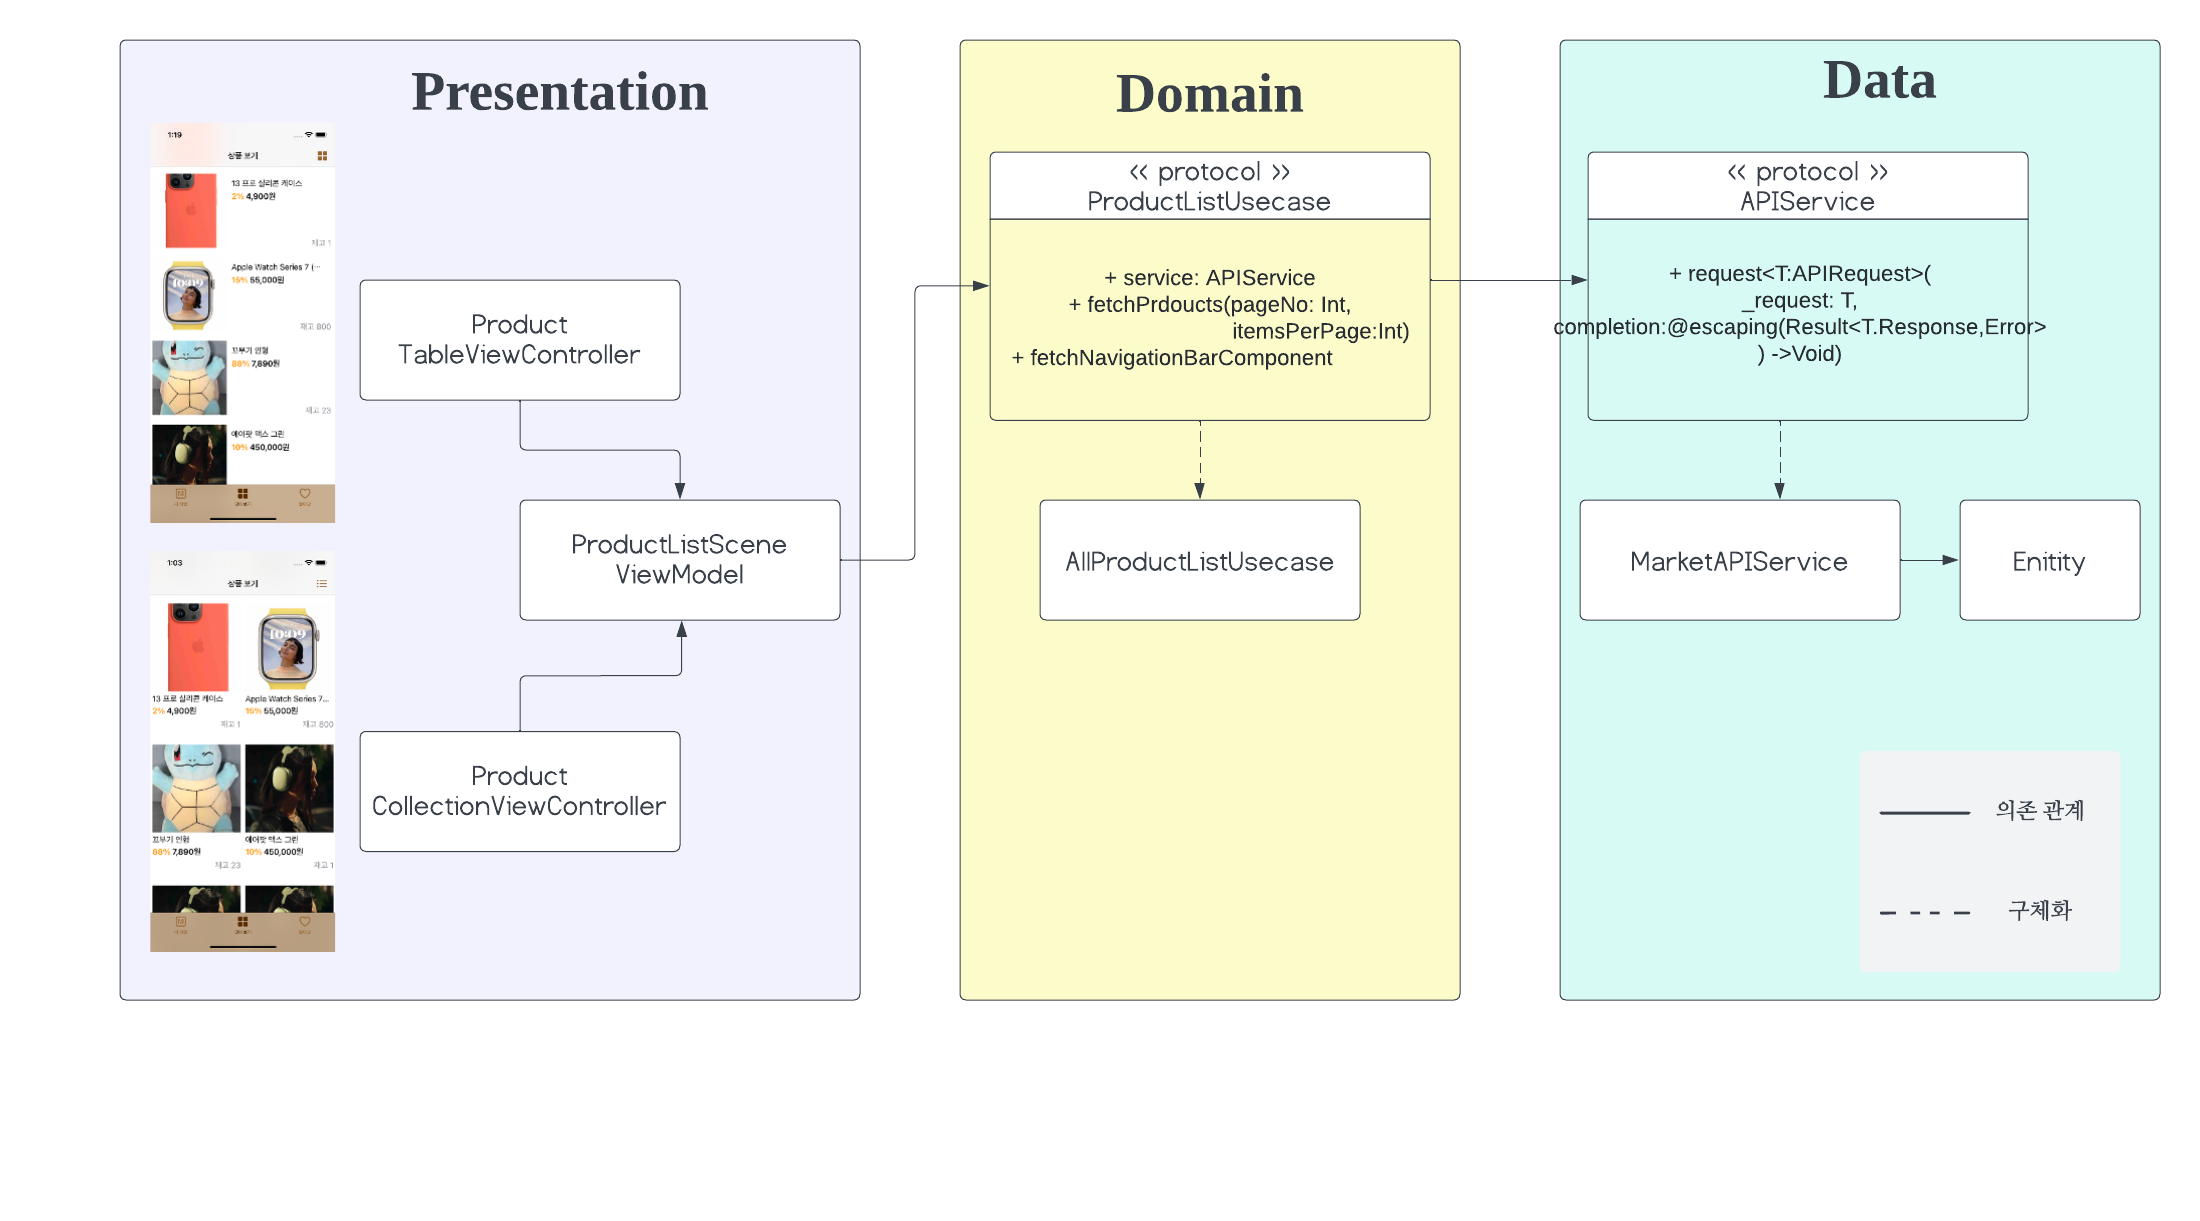 Presentation
1:19
상품 보기
13 프로 실리콘 케이스
2% 4,900원
재고 1
Apple Watch Series 7 (...
15% 55,000원
재고 800
꼬부기 인형
88% 7,890원
재고 23
에어팟 맥스 그린
10% 450,000원
1:03
상품 보기
13 프로 실리콘 케이스
2% 4,900원
재고 1
Apple Watch Series 7...
15% 55,000원
재고 800
꼬부기 인형
88% 7,890원
재고 23
에어팟 맥스 그린
10% 450,000원
재고 1
Product
TableViewController
ProductListScene
ViewModel
Product
CollectionViewController
Domain
<< protocol >>
ProductListUsecase
+ service: APIService
+ fetchPrdoucts(pageNo: Int,
itemsPerPage:Int)
+ fetchNavigationBarComponent
AllProductListUsecase
Data
<< protocol >>
APIService
+ request<T:APIRequest>(
_request: T,
completion:@escaping(Result<T.Response,Error>
) ->Void)
MarketAPIService
Enitity
의존 관계
구체화